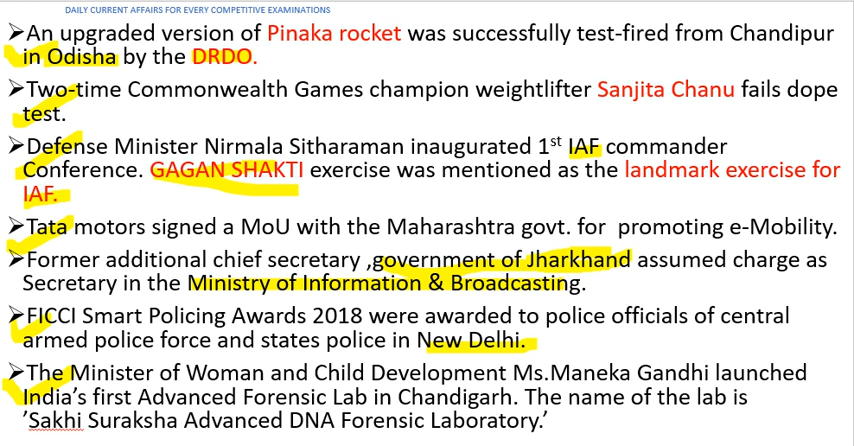 DAILY CURRENT AFFAIRS FOR EVERY COMPETITIVE EXAMINATIONS
➢An upgraded version of Pinaka rocket was successfully test-fired from Chandipur
in Odisha by the DRDO.
➢Two-time Commonwealth Games champion weightlifter Sanjita Chanu fails dope
test.
➢Defense Minister Nirmala Sitharaman inaugurated 1st IAF commander
Conference. GAGAN SHAKTI exercise was mentioned as the landmark exercise for
IAF.
➢Tata motors signed a MoU with the Maharashtra govt. for promoting e-Mobility.
➢Former additional chief secretary ,government of Jharkhand assumed charge as
Secretary in the Ministry of Information & Broadcasting.
➢FICCI Smart Policing Awards 2018 were awarded to police officials of central
armed police force and states police in New Delhi.
➢The Minister of Woman and Child Development Ms.Maneka Gandhi launched
India’s first Advanced Forensic Lab in Chandigarh. The name of the lab is
’Sakhi Suraksha Advanced DNA Forensic Laboratory.’